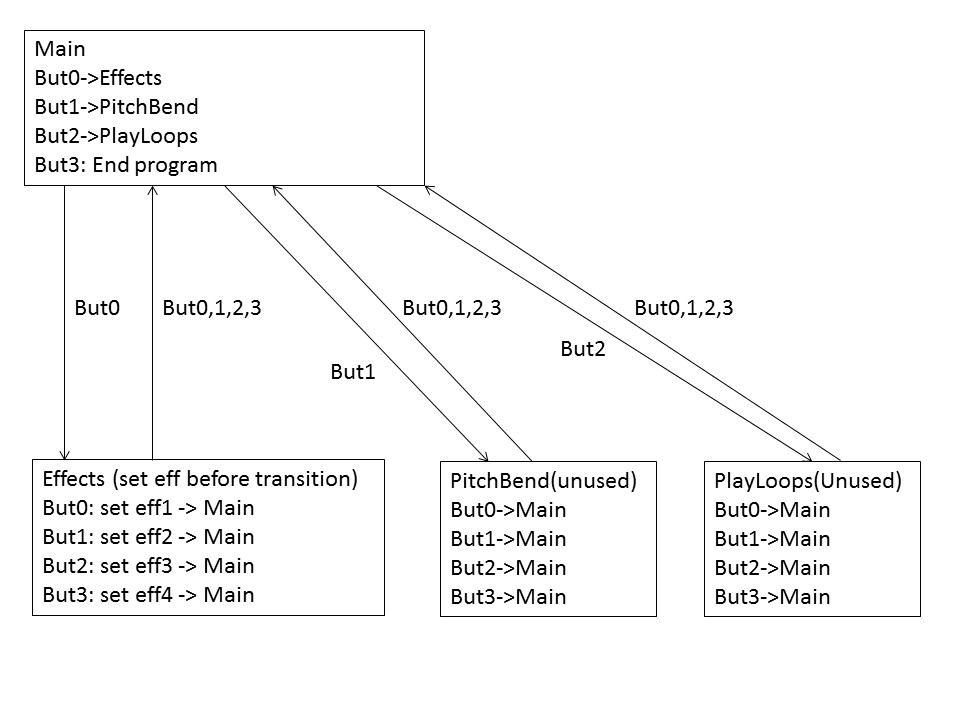 Main
But0->Effects
But1->PitchBend
But2->PlayLoops
But3: End program
But0
But0,1,2,3
But0,1,2,3
But0,1,2,3
But2
But1
Effects (set eff before transition)
But0: set eff1 -> Main
But1: set eff2 -> Main
But2: set eff3 -> Main
But3: set eff4 -> Main
PitchBend(unused)
But0->Main
But1->Main
But2->Main
But3->Main
PlayLoops(Unused)
But0->Main
But1->Main
But2->Main
But3->Main